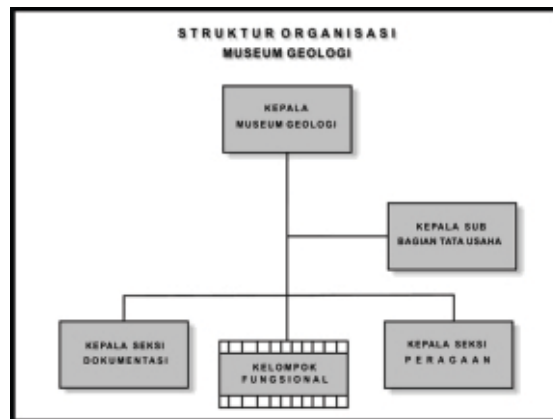 STRUKTUR ORGANISASI
MUSEUM GEOLOGI
KEPALA
MUSEUM GEOLOGI
KEPALA SUB
BAGIAN TATA USAHA
KEPALA SEKSI
DOKUMENTASI
KELOMPOK
FUNGSIONAL
KEPALA SEKSI
PERAGAAN